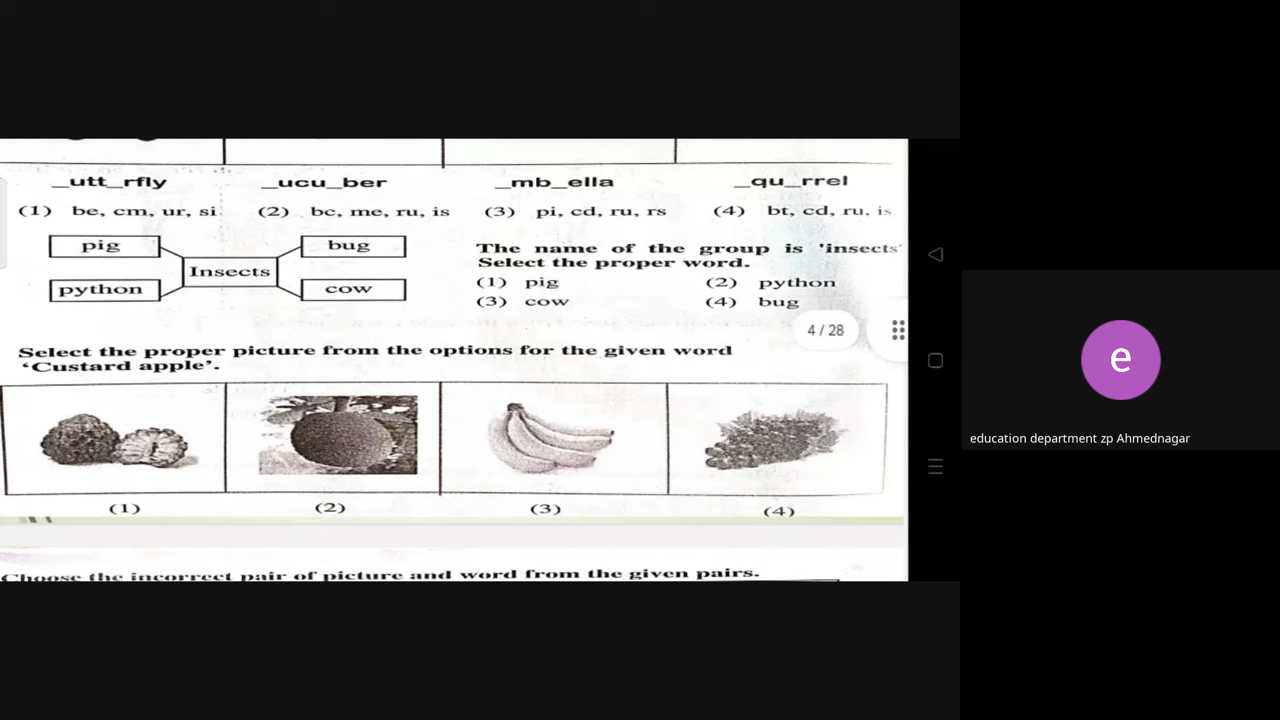 _utt_rfly _ucu_ber _mb_ella _qu_rrel
(1) be, cm, ur, si (2) bc, me, ru, is (3) pi, cd, ru, rs (4) bt, cd, ru, is
pig bug
Insects
python cow
The name of the group is 'insects'
Select the proper word.
(1) pig (2) python
(3) cow (4) bug
4 / 28
Select the proper picture from the options for the given word
‘Custard apple’.
(1) (2) (3) (4)
Choose the incorrect pair of picture and word from the given pairs.
e
education department zp Ahmednagar